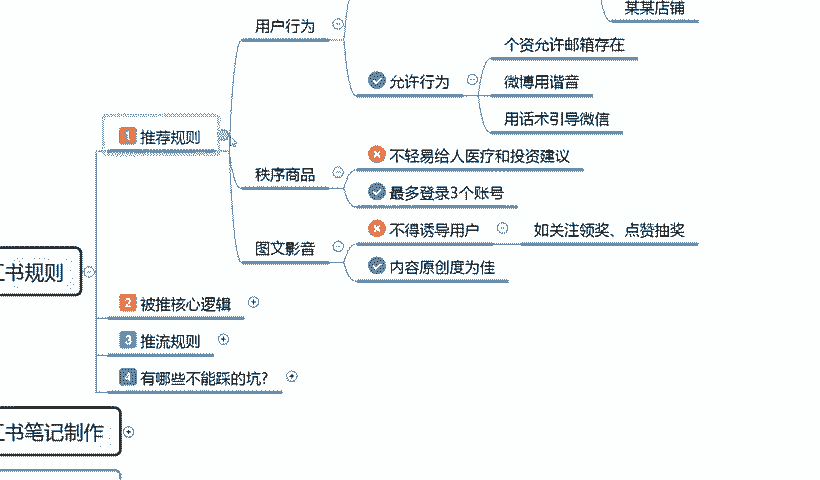 某某店铺
用户行为
个资允许邮箱存在
允许行为
微博用谐音
用话术引导微信
1 推荐规则
不轻易给人医疗和投资建议
秩序商品
最多登录3个账号
不得诱导用户
如关注领奖、点赞抽奖
图文影音
内容原创度为佳
书规则
2 被推核心逻辑
3 推流规则
4 有哪些不能踩的坑?
书笔记制作